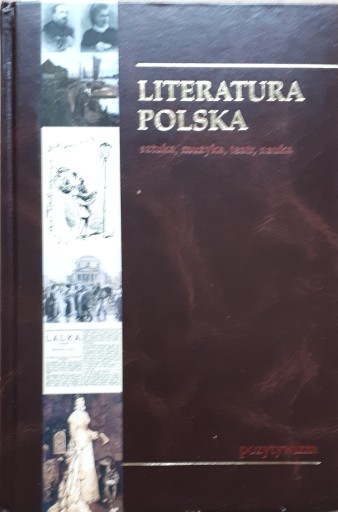 LITERATURA
POLSKA
sztuka, muzyka, teatr, nauka
LALKA
pozytywizm